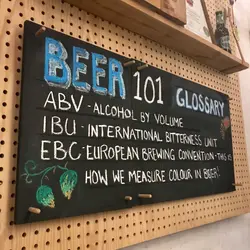 BEER 101 GLOSSARY
ABV - ALCOHOL BY VOLUME
IBU - INTERNATIONAL BITTERNESS UNIT
EBC - EUROPEAN BREWING CONVENTION - THIS IS
HOW WE MEASURE COLOUR IN BEER!